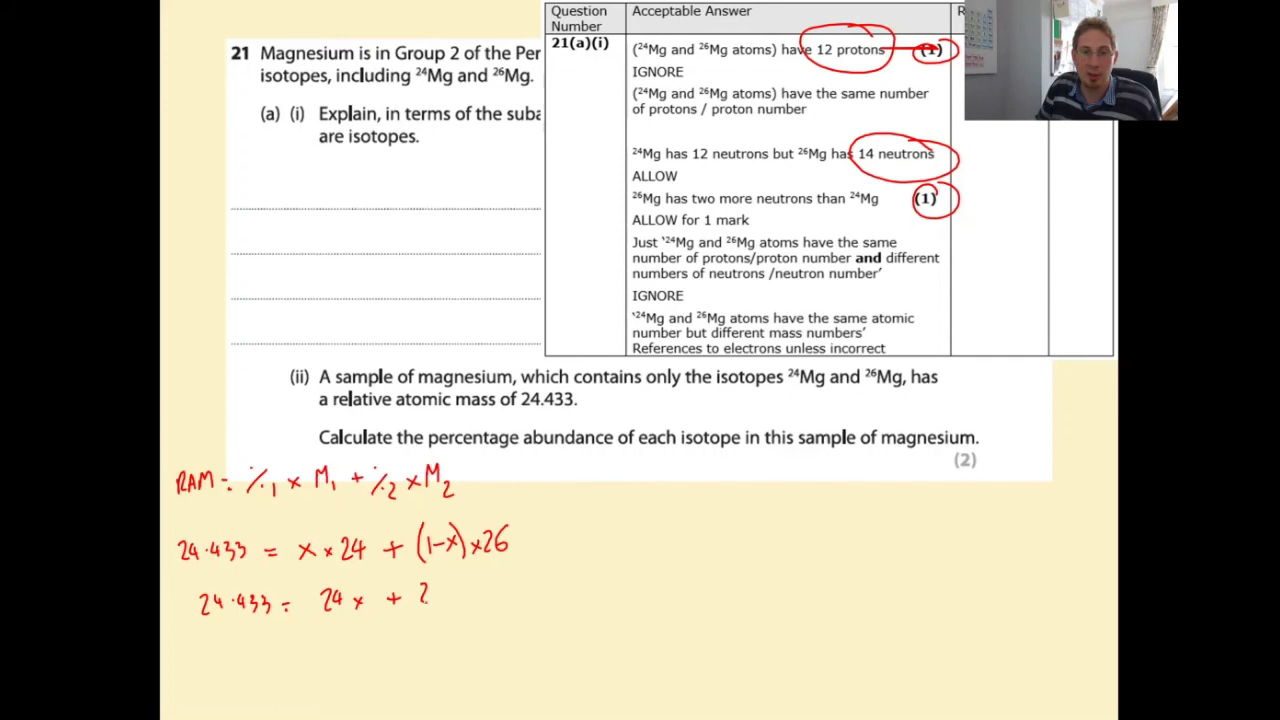 21 Magnesium is in Group 2 of the Per
isotopes, including ²⁴Mg and ²⁶Mg.
(a) (i) Explain, in terms of the suba
are isotopes.
Question Number
Acceptable Answer
R
21(a)(i)
(²⁴Mg and ²⁶Mg atoms) have 12 protons (1)
IGNORE
(²⁴Mg and ²⁶Mg atoms) have the same number
of protons / proton number
²⁴Mg has 12 neutrons but ²⁶Mg has 14 neutrons
ALLOW
²⁶Mg has two more neutrons than ²⁴Mg (1)
ALLOW for 1 mark
Just ‘²⁴Mg and ²⁶Mg atoms have the same
number of protons/proton number and different
numbers of neutrons /neutron number’
IGNORE
‘²⁴Mg and ²⁶Mg atoms have the same atomic
number but different mass numbers’
References to electrons unless incorrect
(ii) A sample of magnesium, which contains only the isotopes ²⁴Mg and ²⁶Mg, has
a relative atomic mass of 24.433.
Calculate the percentage abundance of each isotope in this sample of magnesium.
(2)
RAM = %₁ × M₁ + %₂ × M₂
24.433 = x × 24 + (1-x) × 26
24.433 = 24x + 2